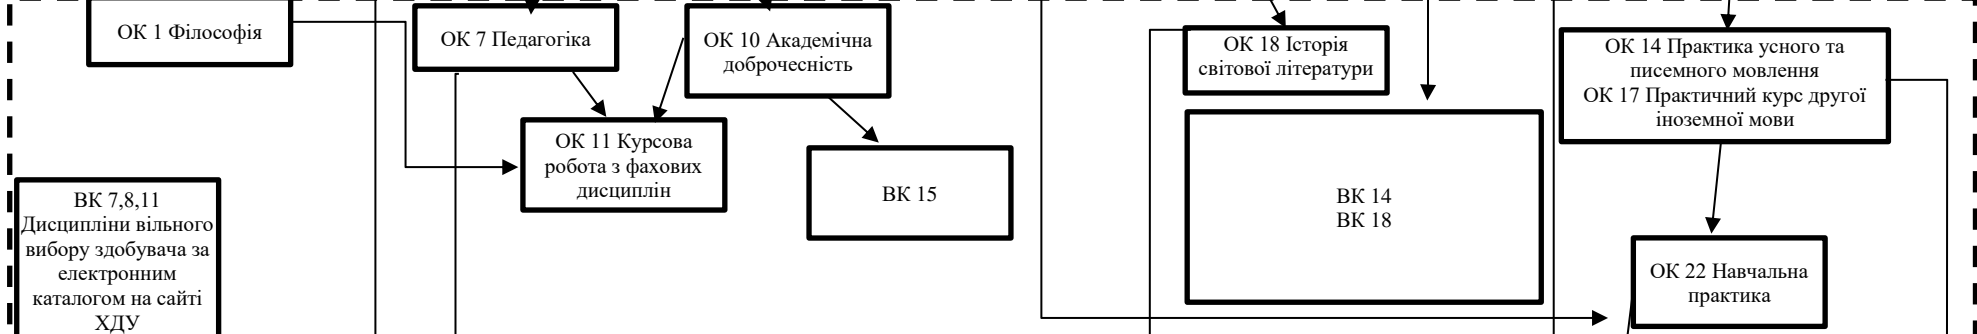 ОК 1 Філософія
ОК 7 Педагогіка
ОК 10 Академічна
доброчесність
ОК 18 Історія
світової літератури
ОК 14 Практика усного та
писемного мовлення
ОК 17 Практичний курс другої
іноземної мови
ОК 11 Курсова
робота з фахових
дисциплін
ВК 15
ВК 14
ВК 18
ВК 7,8,11
Дисципліни вільного
вибору здобувача за
електронним
каталогом на сайті
ХДУ
ОК 22 Навчальна
практика